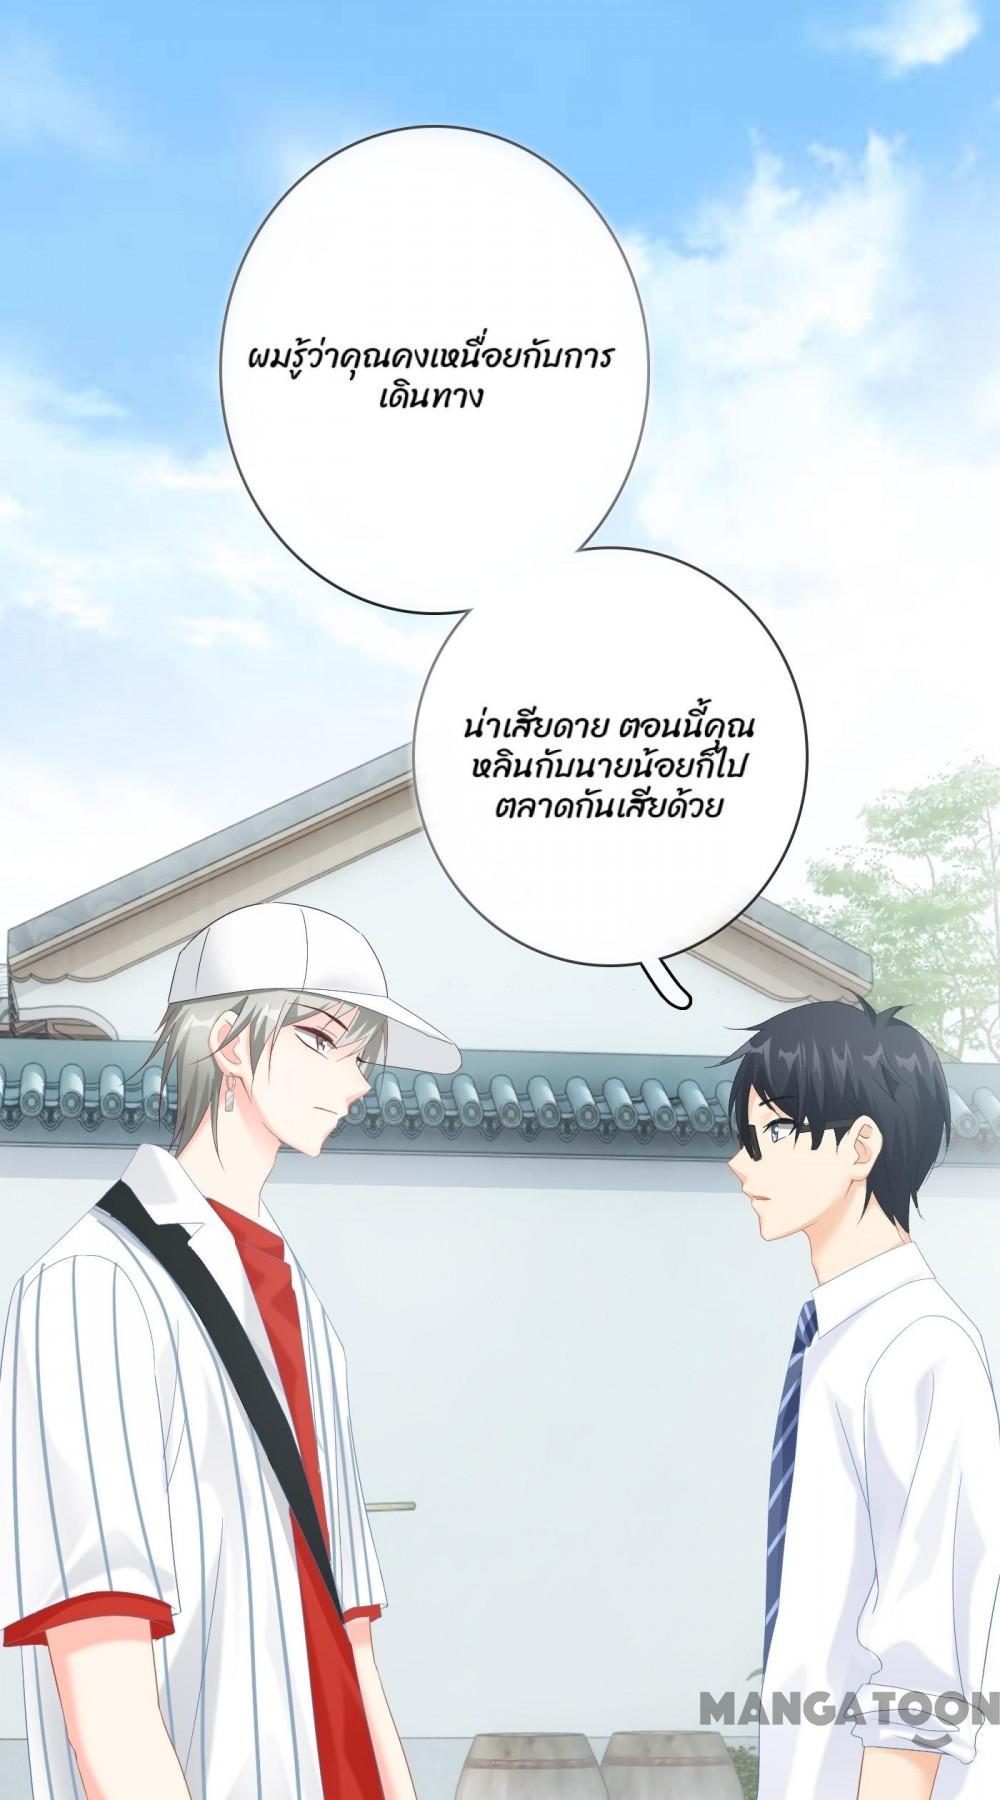 ผมรู้ว่าคุณคงเหนื่อยกับการ
เดินทาง
น่าเสียดาย ตอนนี้คุณ
หลินกับนายน้อยก็ไป
ตลาดกันเสียด้วย
MANGATOON